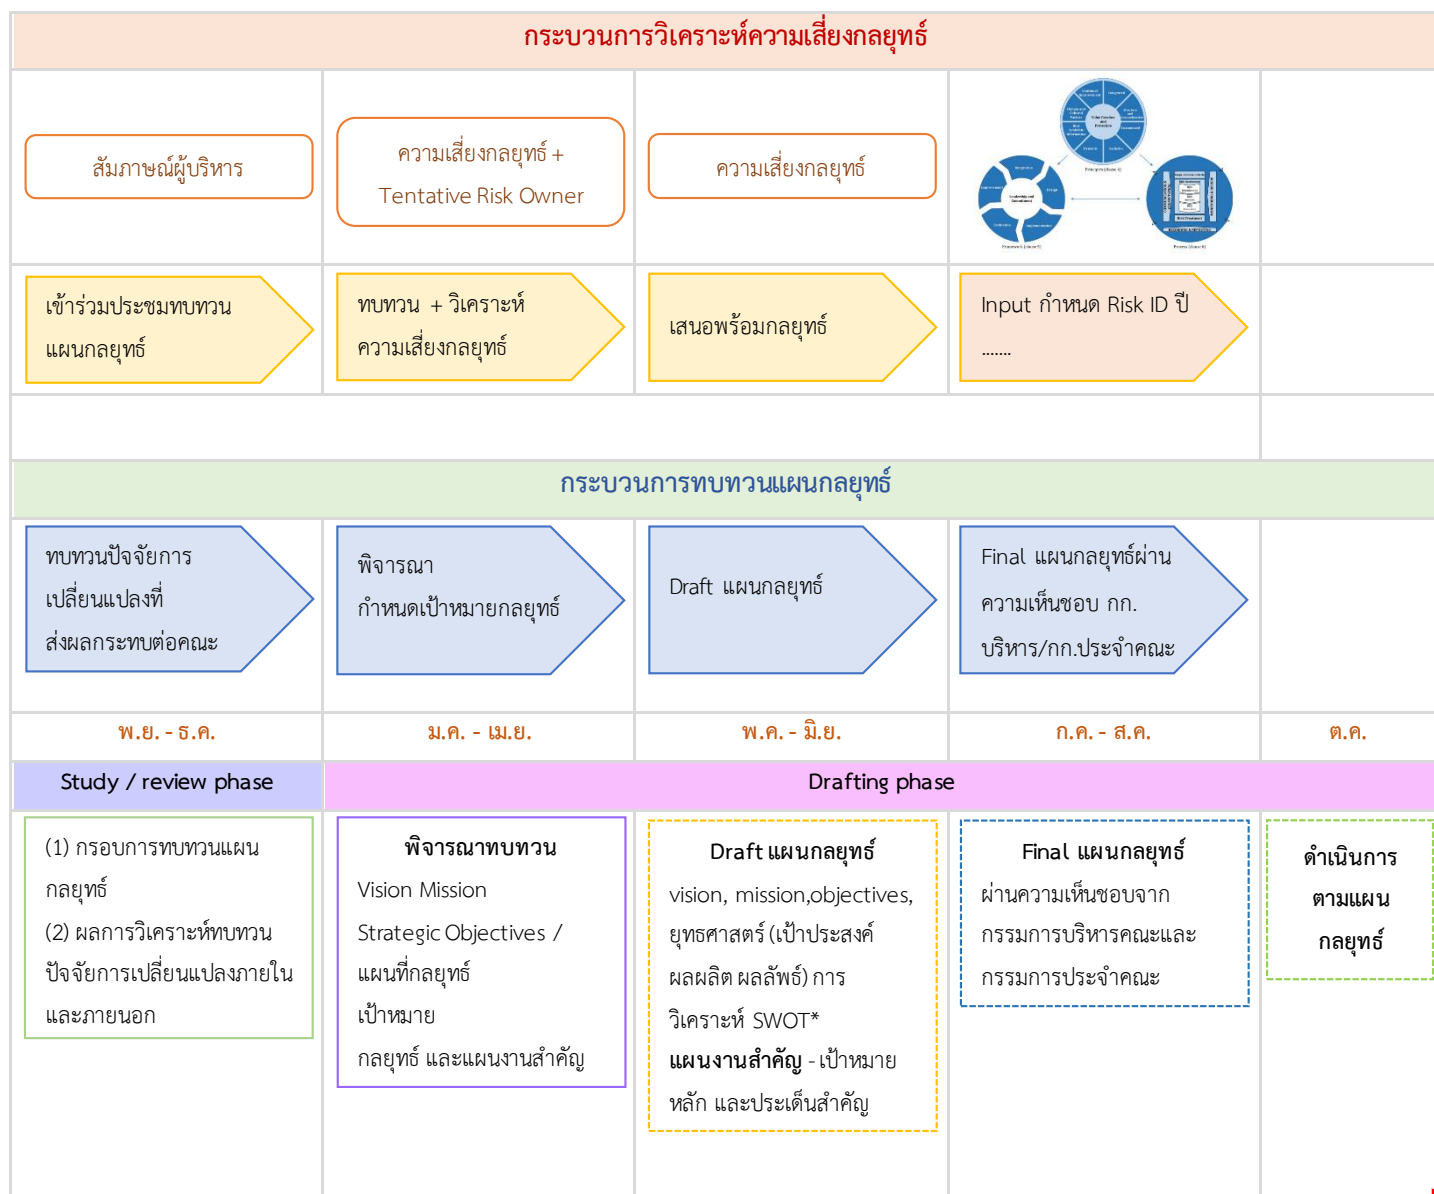 กระบวนการวิเคราะห์ความเสี่ยงกลยุทธ์
สัมภาษณ์ผู้บริหาร
ความเสี่ยงกลยุทธ์ +
Tentative Risk Owner
ความเสี่ยงกลยุทธ์
Value Creation
and
Protection
Integrated
Inclusive
Dynamic
Principles (clause 4)
Integration
Design
Implementation
Evaluation
Improvement
Leadership and
Commitment
Framework (clause 5)
Process (clause 6)
เข้าร่วมประชมทบทวน
แผนกลยุทธ์
ทบทวน + วิเคราะห์
ความเสี่ยงกลยุทธ์
เสนอพร้อมกลยุทธ์
Input กำหนด Risk ID ปี
.......
กระบวนการทบทวนแผนกลยุทธ์
ทบทวนปัจจัยการ
เปลี่ยนแปลงที่
ส่งผลกระทบต่อคณะ
พิจารณา
กำหนดเป้าหมายกลยุทธ์
Draft แผนกลยุทธ์
Final แผนกลยุทธ์ผ่าน
ความเห็นชอบ กก.
บริหาร/กก.ประจำคณะ
พ.ย. - ธ.ค.
ม.ค. - เม.ย.
พ.ค. - มิ.ย.
ก.ค. - ส.ค.
ต.ค.
Study / review phase
Drafting phase
(1) กรอบการทบทวนแผน
กลยุทธ์
(2) ผลการวิเคราะห์ทบทวน
ปัจจัยการเปลี่ยนแปลงภายใน
และภายนอก
พิจารณาทบทวน
Vision Mission
Strategic Objectives /
แผนที่กลยุทธ์
เป้าหมาย
กลยุทธ์ และแผนงานสำคัญ
Draft แผนกลยุทธ์
vision, mission,objectives,
ยุทธศาสตร์ (เป้าประสงค์
ผลผลิต ผลลัพธ์) การ
วิเคราะห์ SWOT*
แผนงานสำคัญ - เป้าหมาย
หลัก และประเด็นสำคัญ
Final แผนกลยุทธ์
ผ่านความเห็นชอบจาก
กรรมการบริหารคณะและ
กรรมการประจำคณะ
ดำเนินการ
ตามแผน
กลยุทธ์